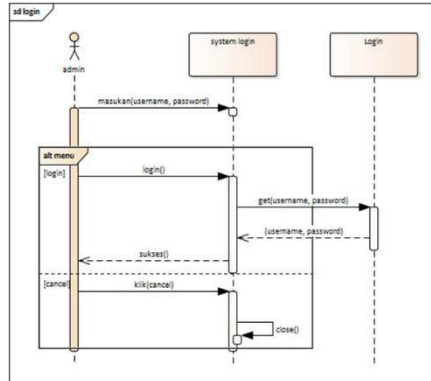 sd login
system login
Login
admin
masukan(username, password)
alt menu
[login]
login()
get(username, password)
(username, password)
sukses()
[cancel]
klik(cancel)
close()